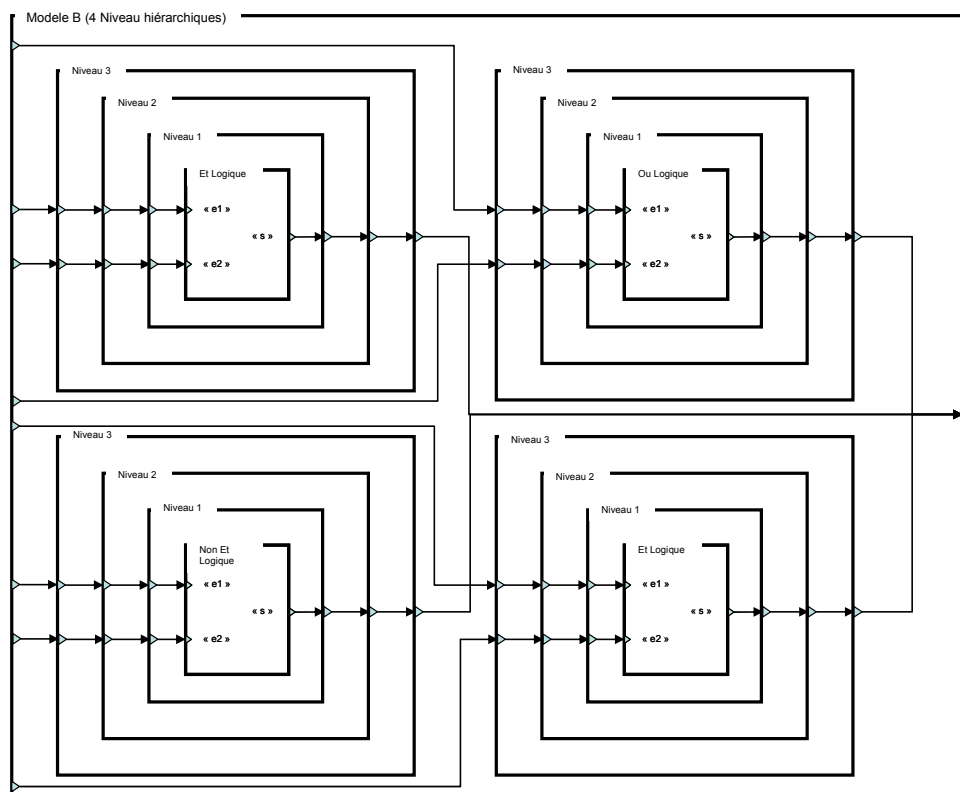 Modele B (4 Niveau hiérarchiques)
Niveau 3
Niveau 2
Niveau 1
Et Logique
« e1 »
« s »
« e2 »
Niveau 3
Niveau 2
Niveau 1
Ou Logique
« e1 »
« s »
« e2 »
Niveau 3
Niveau 2
Niveau 1
Non Et
Logique
« e1 »
« s »
« e2 »
Niveau 3
Niveau 2
Niveau 1
Et Logique
« e1 »
« s »
« e2 »